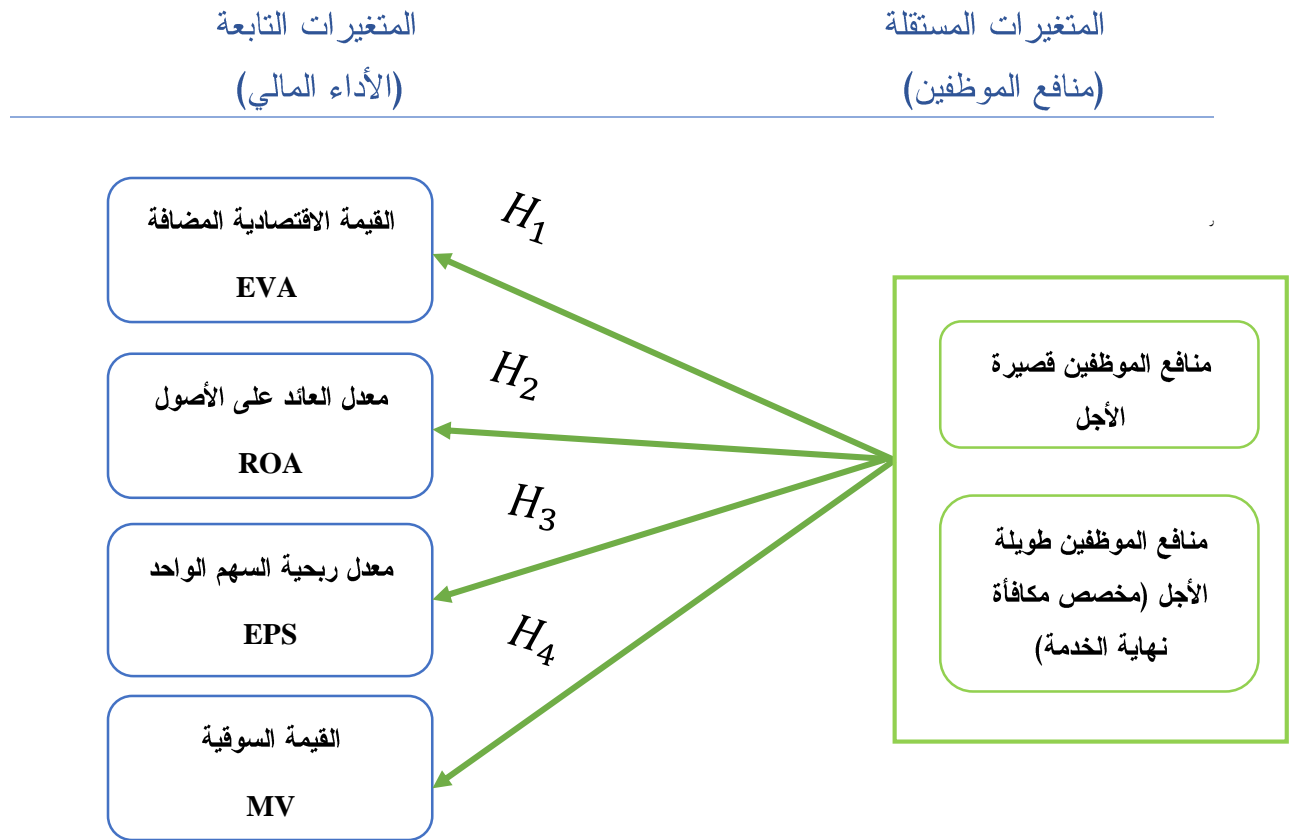 المتغيرات المستقلة
(منافع الموظفين)
المتغيرات التابعة
(الأداء المالي)
ر
منافع الموظفين قصيرة
الأجل
منافع الموظفين طويلة
الأجل (مخصص مكافأة
نهاية الخدمة)
H₁
H₂
H₃
H₄
القيمة الاقتصادية المضافة
EVA
معدل العائد على الأصول
ROA
معدل ربحية السهم الواحد
EPS
القيمة السوقية
MV